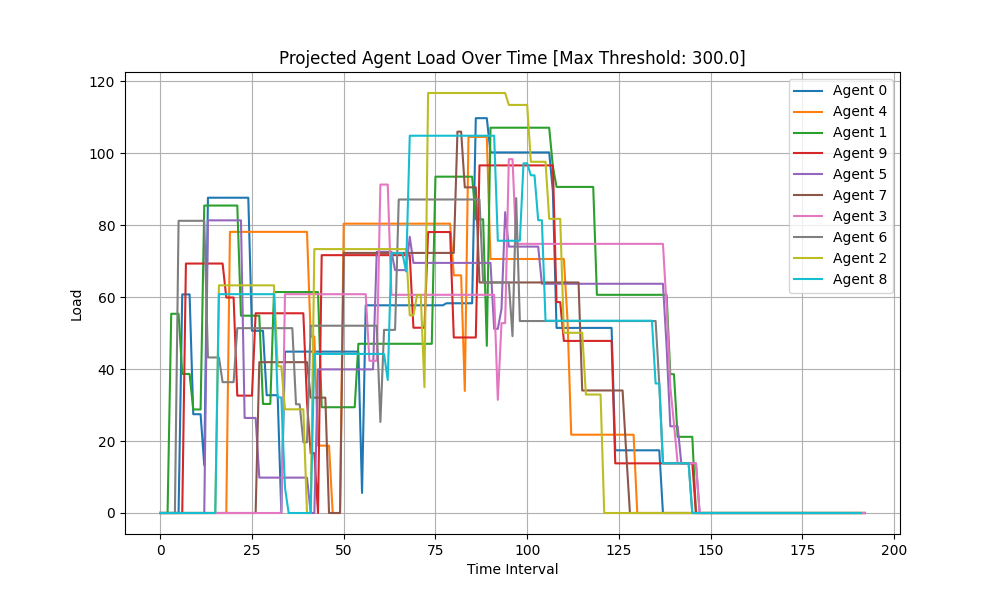 Projected Agent Load Over Time [Max Threshold: 300.0]
120
100
80
60
40
20
0
Load
0 25 50 75 100 125 150 175 200
Time Interval
Agent 0
Agent 4
Agent 1
Agent 9
Agent 5
Agent 7
Agent 3
Agent 6
Agent 2
Agent 8